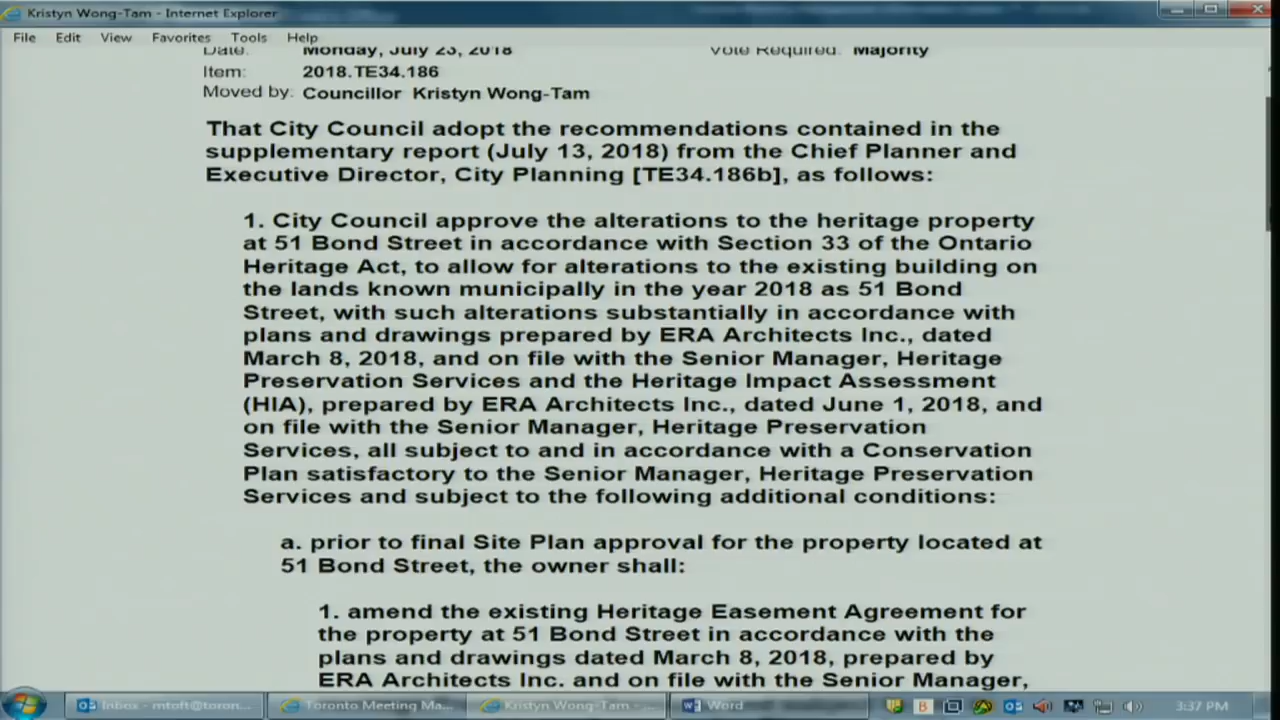 Kristyn Wong-Tam - Internet Explorer
File Edit View Favorites Tools Help
Date: Monday, July 23, 2018 Vote Required: Majority
Item: 2018.TE34.186
Moved by: Councillor Kristyn Wong-Tam
That City Council adopt the recommendations contained in the
supplementary report (July 13, 2018) from the Chief Planner and
Executive Director, City Planning [TE34.186b], as follows:
1. City Council approve the alterations to the heritage property
at 51 Bond Street in accordance with Section 33 of the Ontario
Heritage Act, to allow for alterations to the existing building on
the lands known municipally in the year 2018 as 51 Bond
Street, with such alterations substantially in accordance with
plans and drawings prepared by ERA Architects Inc., dated
March 8, 2018, and on file with the Senior Manager, Heritage
Preservation Services and the Heritage Impact Assessment
(HIA), prepared by ERA Architects Inc., dated June 1, 2018, and
on file with the Senior Manager, Heritage Preservation
Services, all subject to and in accordance with a Conservation
Plan satisfactory to the Senior Manager, Heritage Preservation
Services and subject to the following additional conditions:
a. prior to final Site Plan approval for the property located at
51 Bond Street, the owner shall:
1. amend the existing Heritage Easement Agreement for
the property at 51 Bond Street in accordance with the
plans and drawings dated March 8, 2018, prepared by
ERA Architects Inc. and on file with the Senior Manager,
Inbox - mtoft@toron... Toronto Meeting Ma... Kristyn Wong-Tam - ... Word 3:37 PM